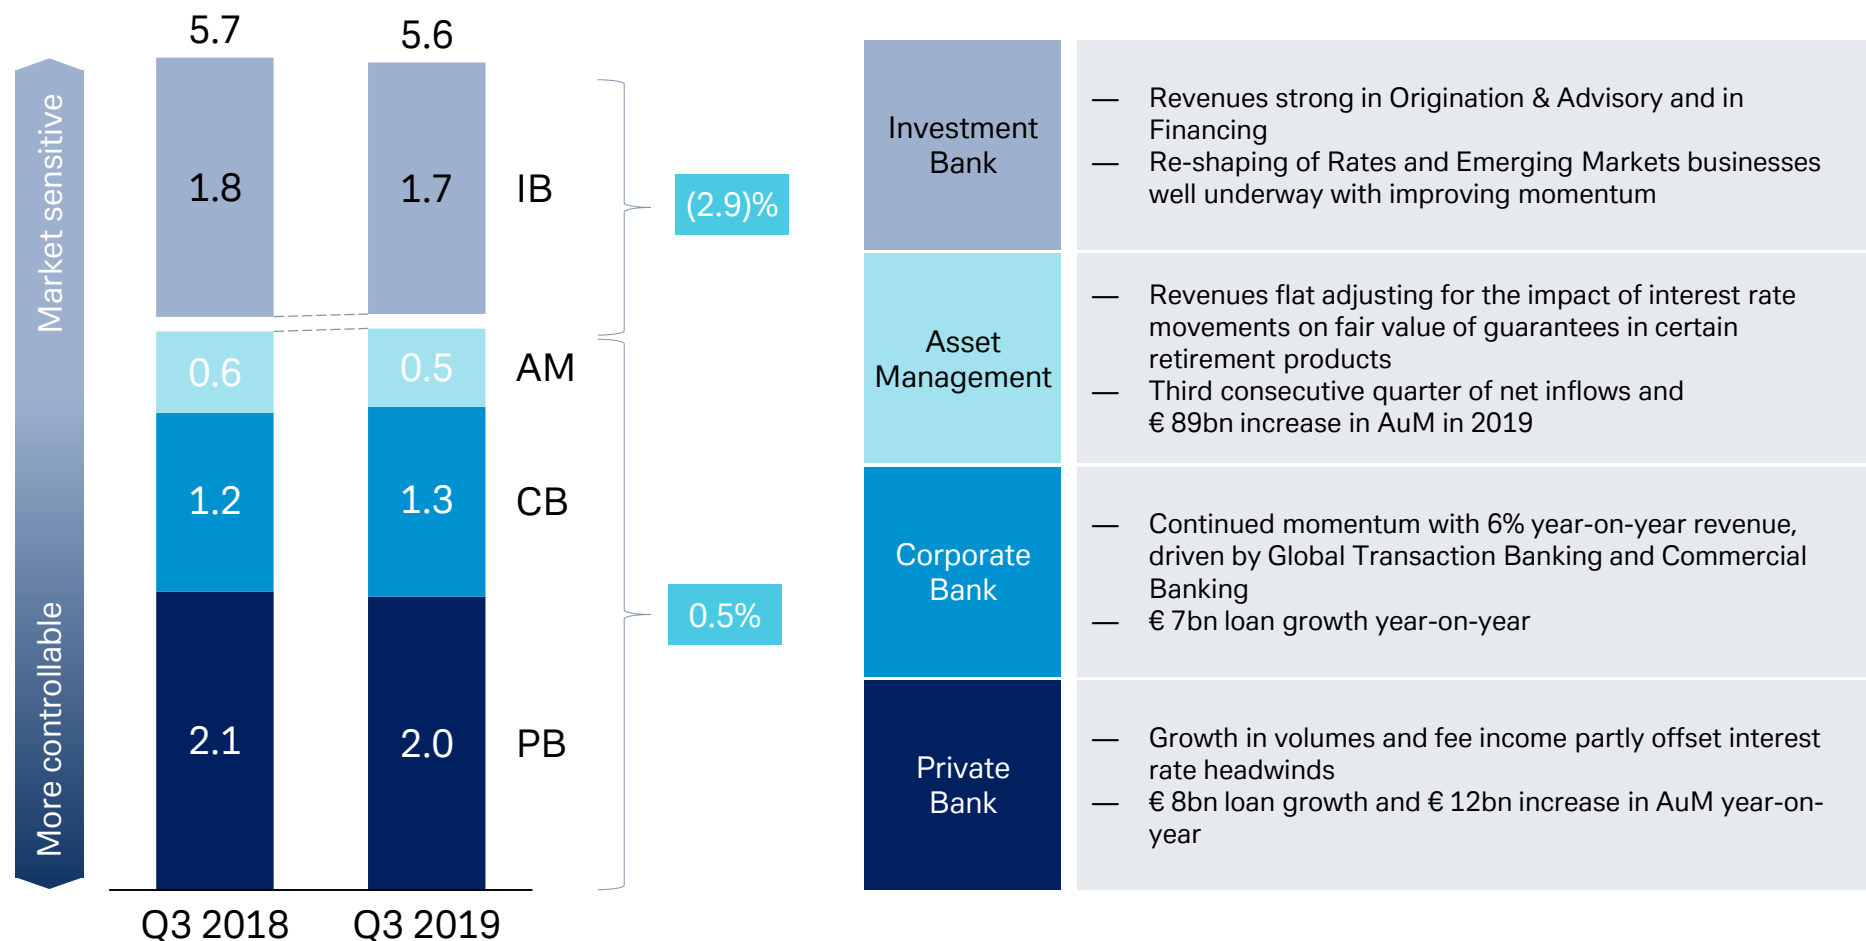 Market sensitive
More controllable
5.7
5.6
1.8
1.7
IB
(2.9)%
0.6
0.5
AM
1.2
1.3
CB
0.5%
2.1
2.0
PB
Q3 2018
Q3 2019
Investment
Bank
— Revenues strong in Origination & Advisory and in
Financing
— Re-shaping of Rates and Emerging Markets businesses
well underway with improving momentum
Asset
Management
— Revenues flat adjusting for the impact of interest rate
movements on fair value of guarantees in certain
retirement products
— Third consecutive quarter of net inflows and
€ 89bn increase in AuM in 2019
Corporate
Bank
— Continued momentum with 6% year-on-year revenue,
driven by Global Transaction Banking and Commercial
Banking
— € 7bn loan growth year-on-year
Private
Bank
— Growth in volumes and fee income partly offset interest
rate headwinds
— € 8bn loan growth and € 12bn increase in AuM year-on-
year